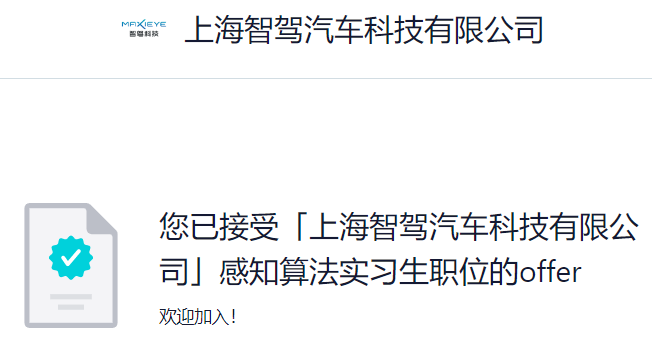 MAXIEYE
智驾科技
上海智驾汽车科技有限公司
您已接受「上海智驾汽车科技有限公
司」感知算法实习生职位的offer
欢迎加入！